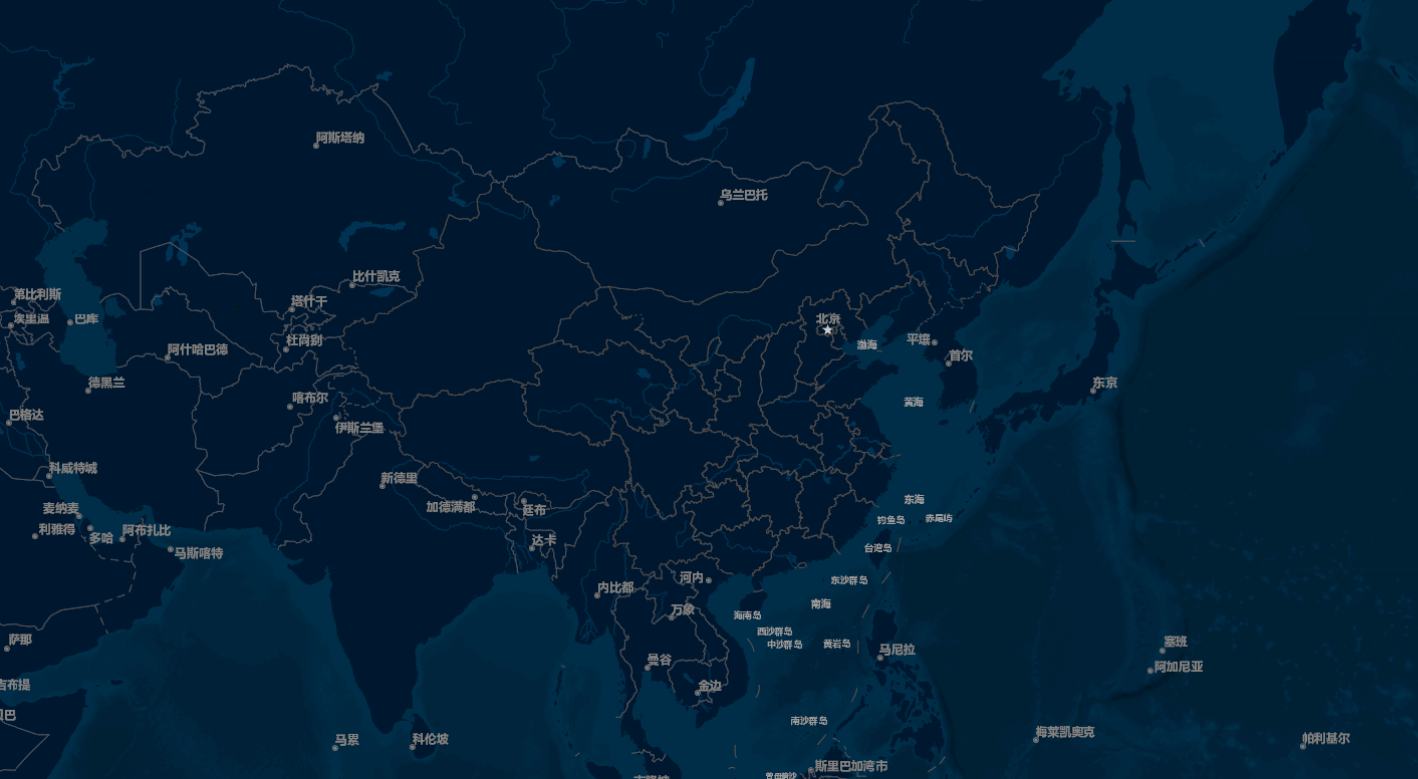 阿斯塔纳
乌兰巴托
比什凯克
第比利斯
塔什干
埃里温
巴库
北京
杜尚别
平壤
渤海
阿什哈巴德
首尔
德黑兰
东京
喀布尔
黄海
巴格达
伊斯兰堡
科威特城
新德里
东海
麦纳麦
加德满都
廷布
钓鱼岛
赤尾屿
利雅得
阿布扎比
多哈
达卡
台湾岛
马斯喀特
河内
东沙群岛
内比都
南海
万象
海南岛
西沙群岛
萨那
塞班
中沙群岛
黄岩岛
马尼拉
曼谷
阿加尼亚
吉布提
金边
南沙群岛
梅莱凯奥克
马累
科伦坡
帕利基尔
斯里巴加湾市
曾母暗沙